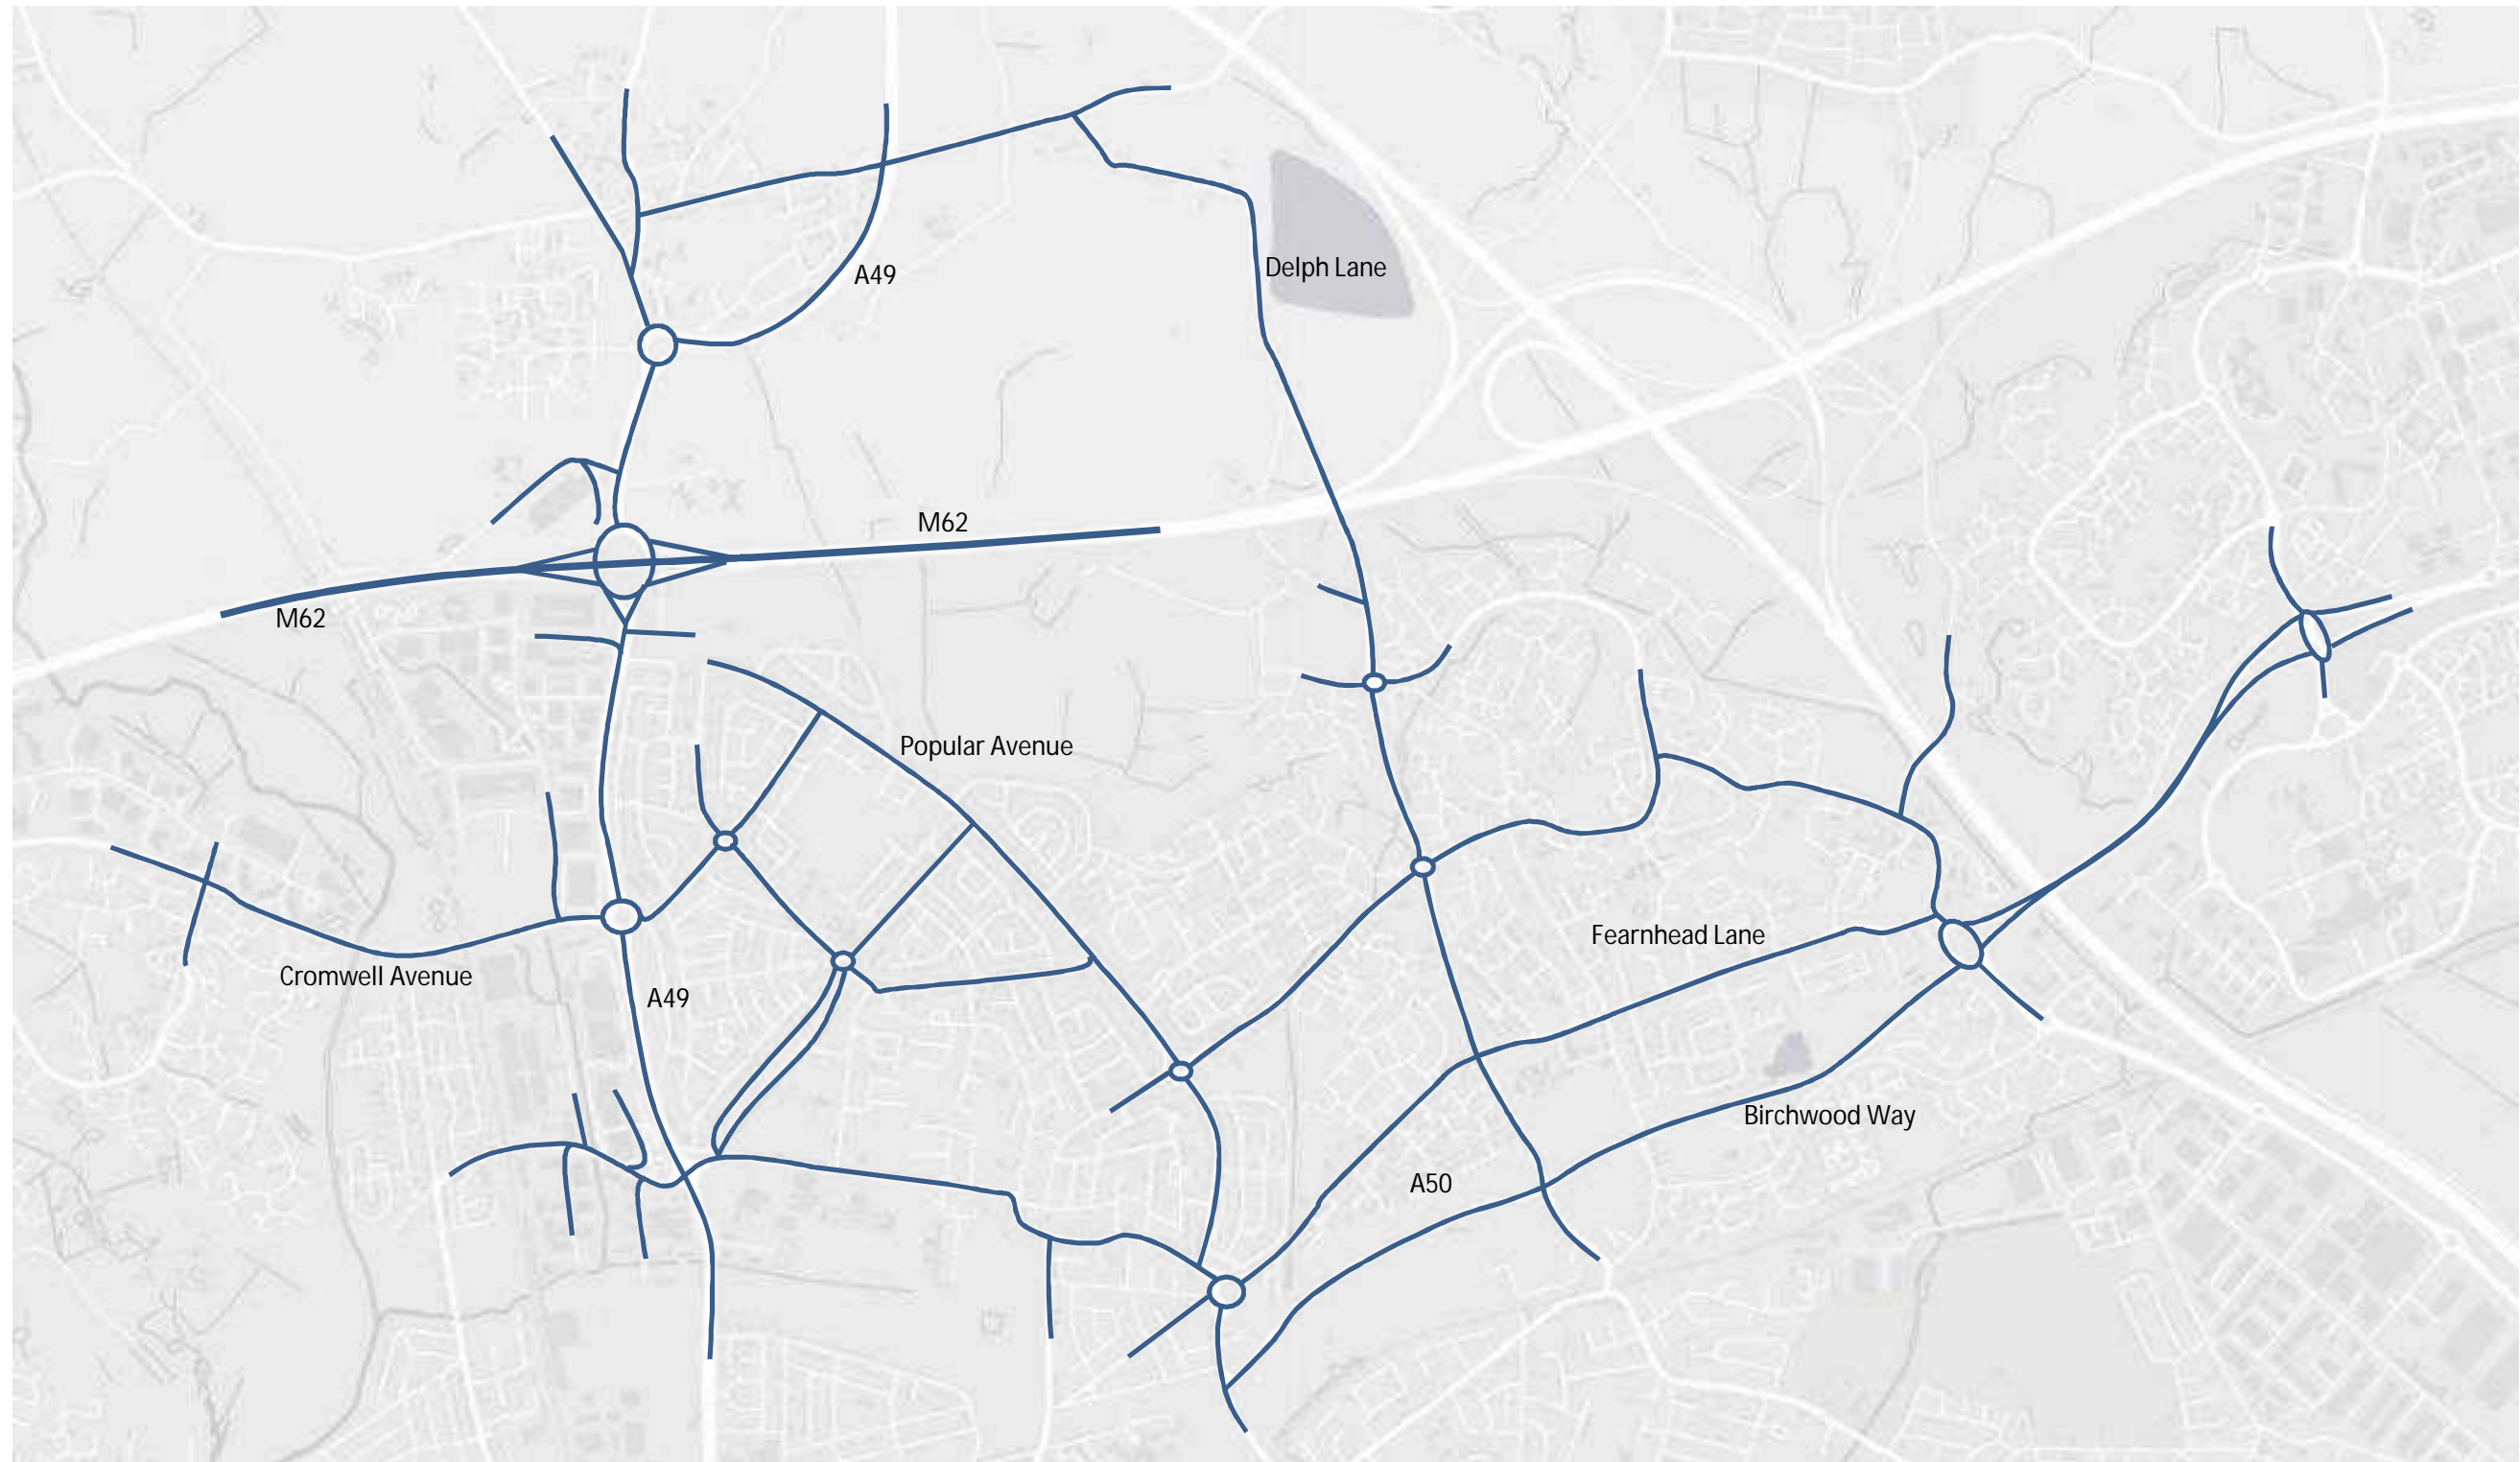 Delph Lane
A49
M62
M62
Popular Avenue
Fearnhead Lane
Cromwell Avenue
A49
Birchwood Way
A50